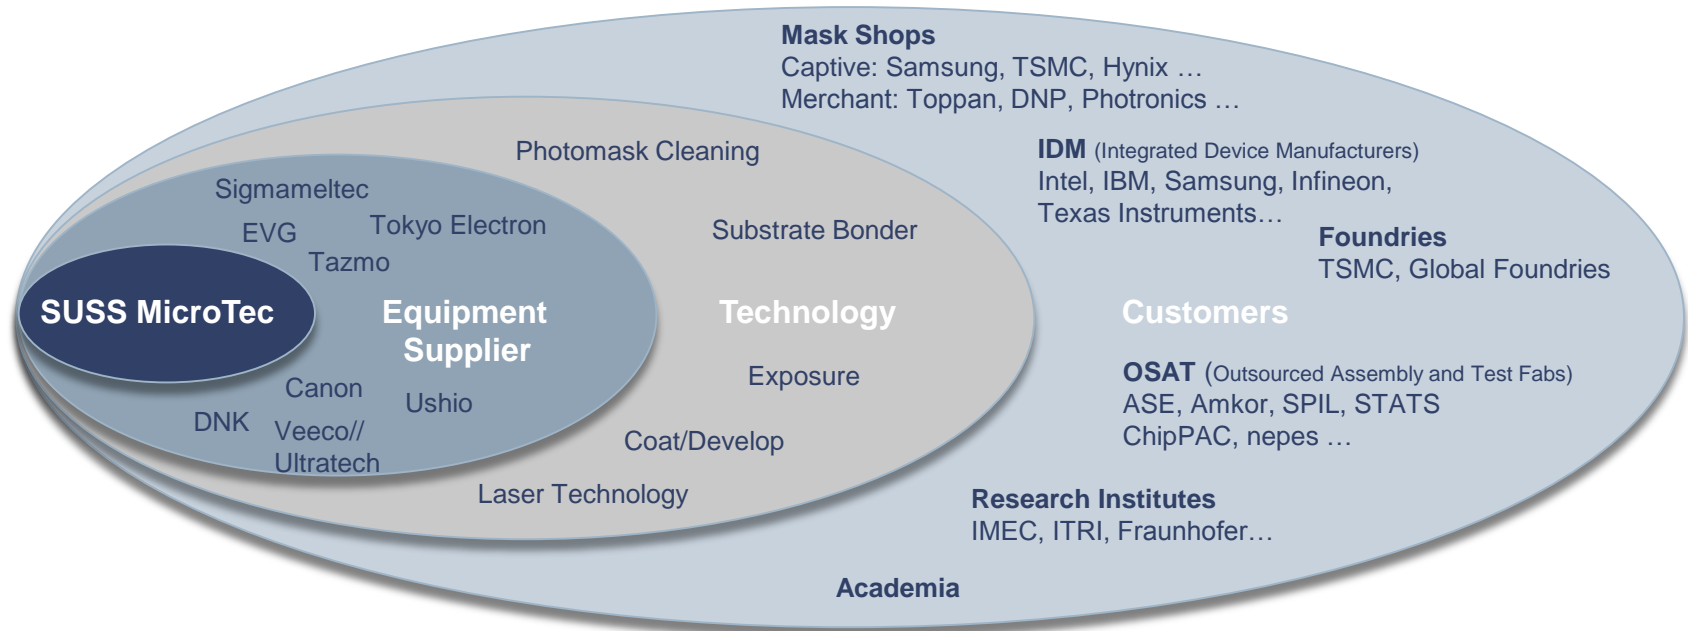 Mask Shops
Captive: Samsung, TSMC, Hynix …
Merchant: Toppan, DNP, Photronics …
Photomask Cleaning
IDM (Integrated Device Manufacturers)
Intel, IBM, Samsung, Infineon,
Texas Instruments…
Sigmameltec
EVG
Tokyo Electron
Tazmo
Substrate Bonder
Foundries
TSMC, Global Foundries
SUSS MicroTec
Equipment
Supplier
Technology
Customers
Canon
Ushio
DNK
Veeco//
Ultratech
Exposure
Coat/Develop
Laser Technology
OSAT (Outsourced Assembly and Test Fabs)
ASE, Amkor, SPIL, STATS
ChipPAC, nepes …
Research Institutes
IMEC, ITRI, Fraunhofer…
Academia